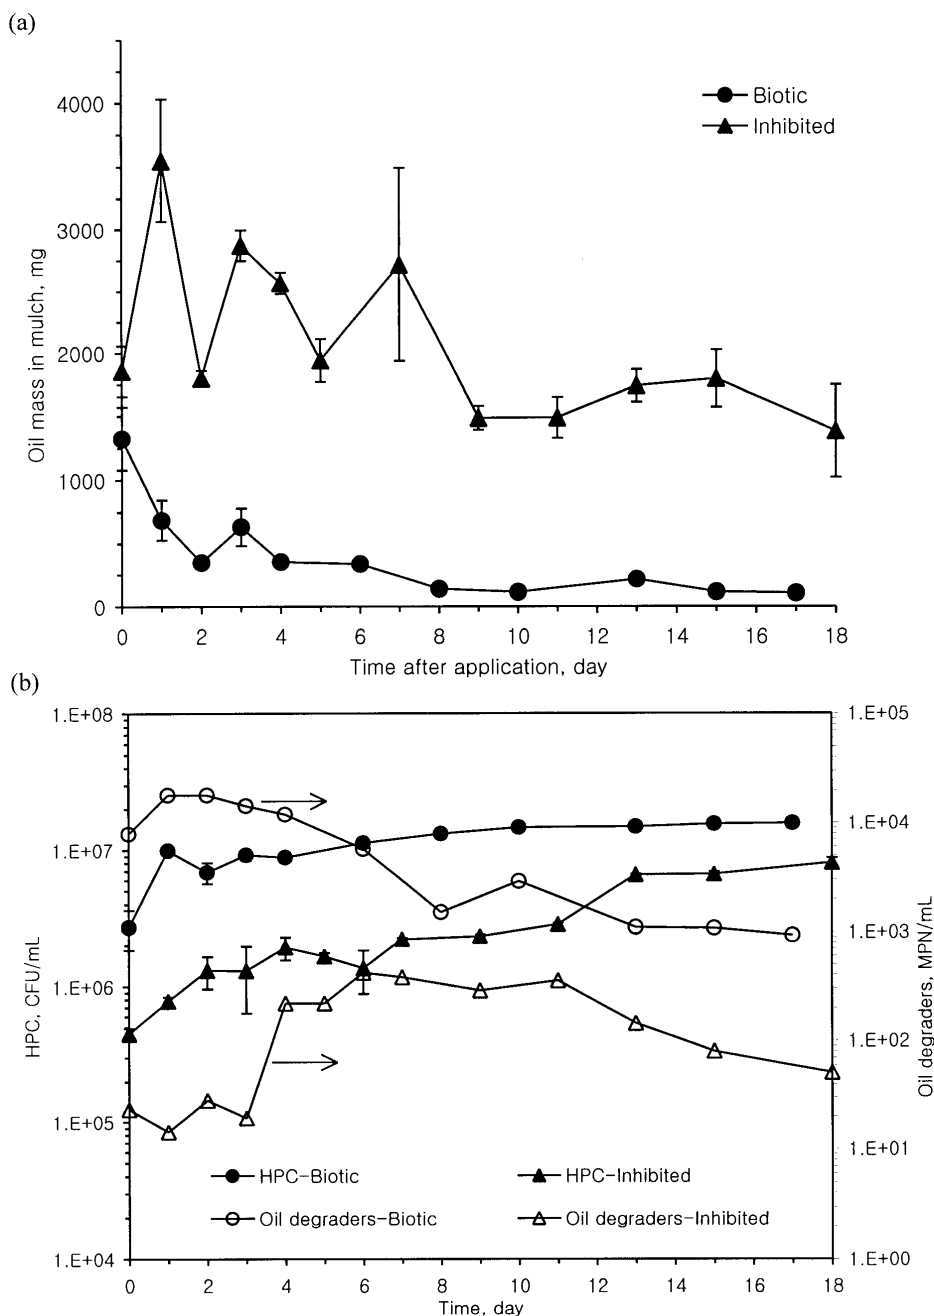 (a)
4000
3000
2000
1000
0
Oil mass in mulch, mg
Biotic
Inhibited
0 2 4 6 8 10 12 14 16 18
Time after application, day
(b)
1.E+08
1.E+07
1.E+06
1.E+05
1.E+04
HPC, CFU/mL
1.E+05
1.E+04
1.E+03
1.E+02
1.E+01
1.E+00
Oil degraders, MPN/mL
HPC-Biotic
HPC-Inhibited
Oil degraders-Biotic
Oil degraders-Inhibited
0 2 4 6 8 10 12 14 16 18
Time, day